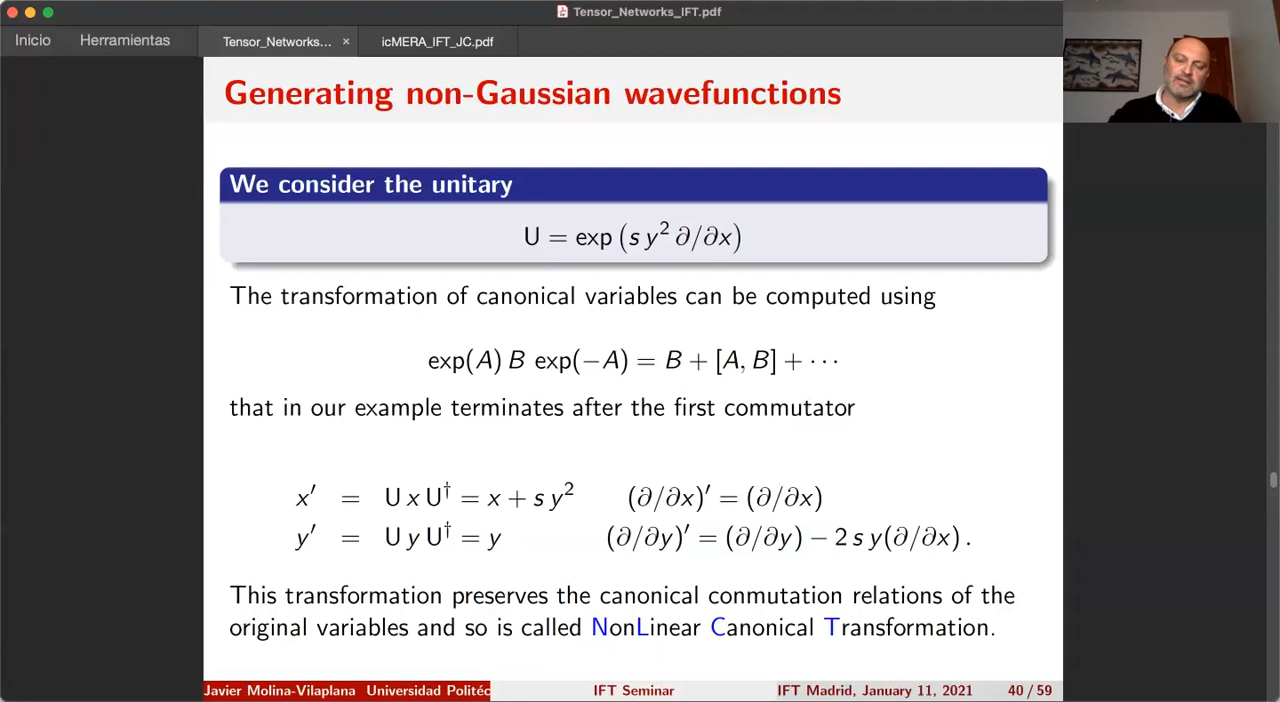 Tensor_Networks_IFT.pdf
Inicio Herramientas Tensor_Networks... × icMERA_IFT_JC.pdf
Generating non-Gaussian wavefunctions
We consider the unitary
U = exp (s y² ∂/∂x)
The transformation of canonical variables can be computed using
exp(A) B exp(−A) = B + [A, B] + ···
that in our example terminates after the first commutator
x′ = U x U† = x + s y² (∂/∂x)′ = (∂/∂x)
y′ = U y U† = y (∂/∂y)′ = (∂/∂y) − 2 s y(∂/∂x) .
This transformation preserves the canonical conmutation relations of the
original variables and so is called NonLinear Canonical Transformation.
Javier Molina-Vilaplana Universidad Politéc IFT Seminar IFT Madrid, January 11, 2021 40 / 59